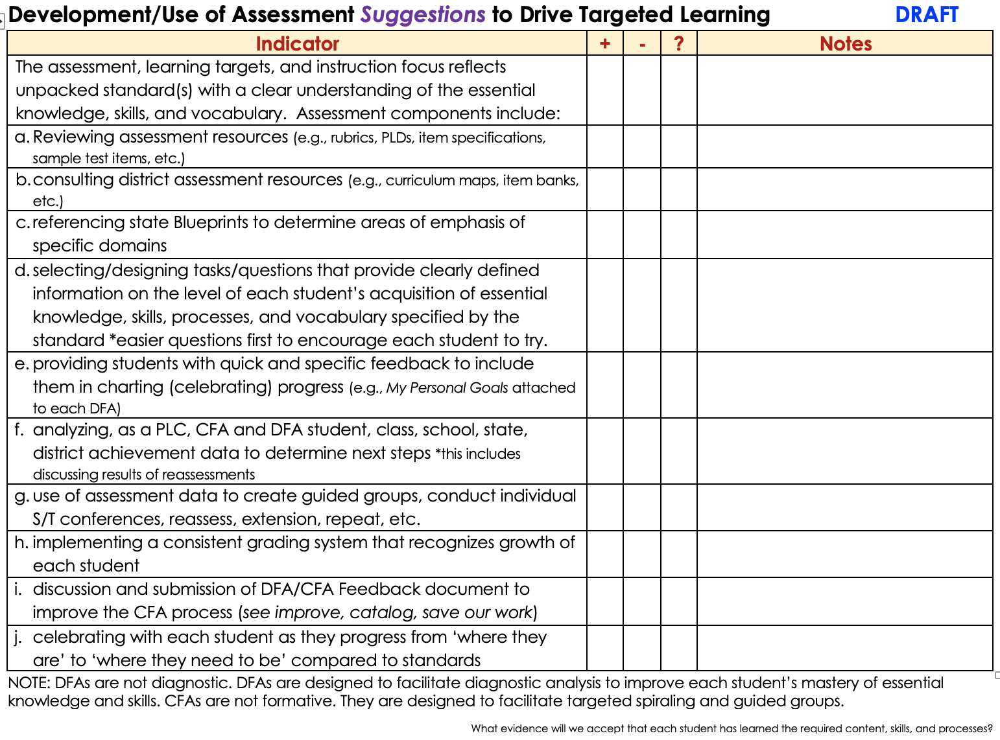 Development/Use of Assessment Suggestions to Drive Targeted Learning DRAFT
Indicator + - ? Notes
The assessment, learning targets, and instruction focus reflects
unpacked standard(s) with a clear understanding of the essential
knowledge, skills, and vocabulary.  Assessment components include:
a. Reviewing assessment resources (e.g., rubrics, PLDs, item specifications,
sample test items, etc.)
b. consulting district assessment resources (e.g., curriculum maps, item banks,
etc.)
c. referencing state Blueprints to determine areas of emphasis of
specific domains
d. selecting/designing tasks/questions that provide clearly defined
information on the level of each student’s acquisition of essential
knowledge, skills, processes, and vocabulary specified by the
standard *easier questions first to encourage each student to try.
e. providing students with quick and specific feedback to include
them in charting (celebrating) progress (e.g., My Personal Goals attached
to each DFA)
f. analyzing, as a PLC, CFA and DFA student, class, school, state,
district achievement data to determine next steps *this includes
discussing results of reassessments
g. use of assessment data to create guided groups, conduct individual
S/T conferences, reassess, extension, repeat, etc.
h. implementing a consistent grading system that recognizes growth of
each student
i. discussion and submission of DFA/CFA Feedback document to
improve the CFA process (see improve, catalog, save our work)
j. celebrating with each student as they progress from ‘where they
are’ to ‘where they need to be’ compared to standards
NOTE: DFAs are not diagnostic. DFAs are designed to facilitate diagnostic analysis to improve each student’s mastery of essential
knowledge and skills. CFAs are not formative. They are designed to facilitate targeted spiraling and guided groups.
What evidence will we accept that each student has learned the required content, skills, and processes?